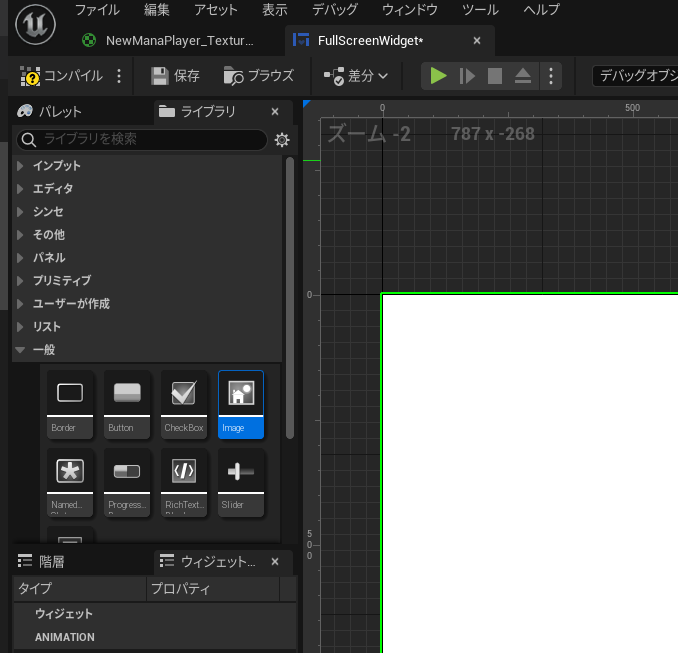 ファイル 編集 アセット 表示 デバッグ ウィンドウ ツール ヘルプ
NewManaPlayer_Textur... FullScreenWidget*
コンパイル 保存 ブラウズ 差分 デバッグオブジ
パレット ライブラリ
ライブラリを検索
インプット
エディタ
シンセ
その他
パネル
プリミティブ
ユーザーが作成
リスト
一般
Border Button CheckBox Image
Named... Progress... RichText... Slider
階層 ウィジェット...
タイプ プロパティ
ウィジェット
ANIMATION
0 500
ズーム -2 787 x -268
0
500